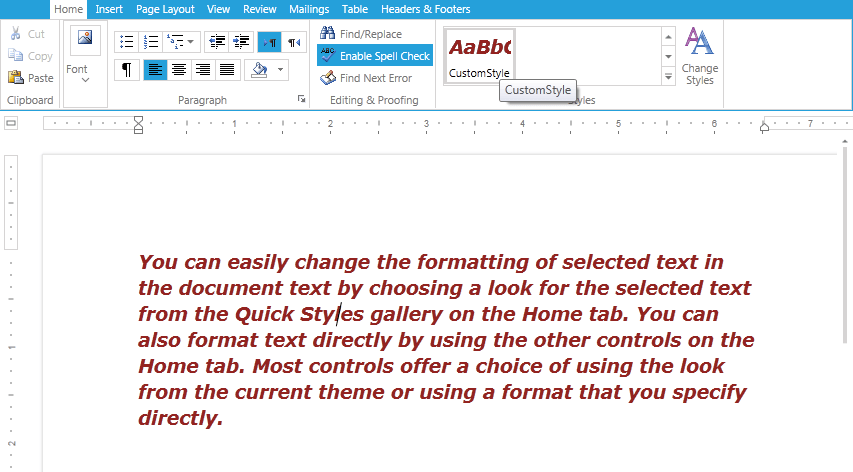 Home Insert Page Layout View Review Mailings Table Headers & Footers
Cut
Copy
Paste
Clipboard
Font
Paragraph
Find/Replace
ABC Enable Spell Check
Find Next Error
Editing & Proofing
AaBbC
CustomStyle
CustomStyle
Change
Styles
1 2 3 4 5 6 7
1
2
You can easily change the formatting of selected text in
the document text by choosing a look for the selected text
from the Quick Styles gallery on the Home tab. You can
also format text directly by using the other controls on the
Home tab. Most controls offer a choice of using the look
from the current theme or using a format that you specify
directly.